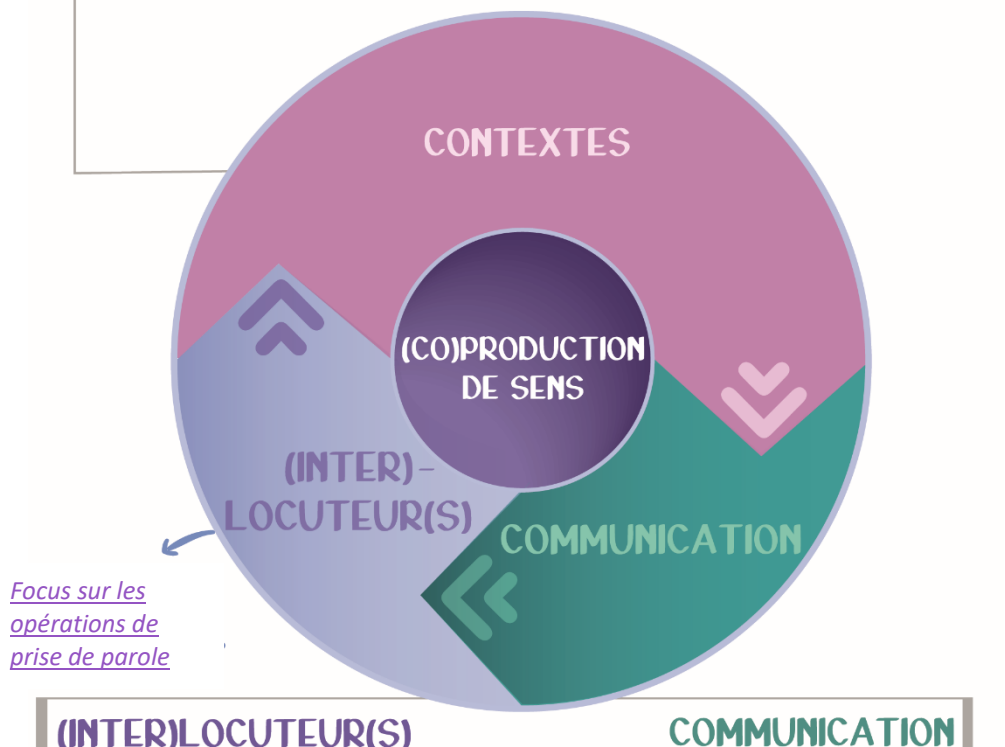 CONTEXTES
(CO)PRODUCTION
DE SENS
(INTER)-
LOCUTEUR(S)
COMMUNICATION
Focus sur les
opérations de
prise de parole
(INTER)LOCUTEUR(S)
COMMUNICATION